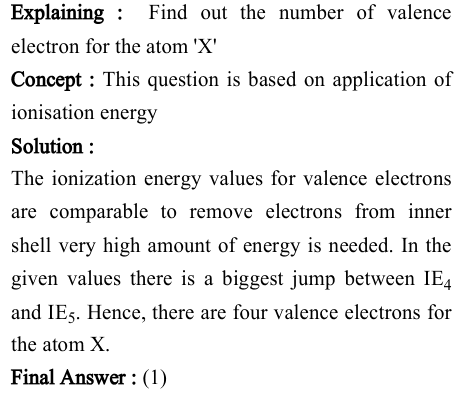 Explaining : Find out the number of valence
electron for the atom 'X'
Concept : This question is based on application of
ionisation energy
Solution :
The ionization energy values for valence electrons
are comparable to remove electrons from inner
shell very high amount of energy is needed. In the
given values there is a biggest jump between IE₄
and IE₅. Hence, there are four valence electrons for
the atom X.
Final Answer : (1)